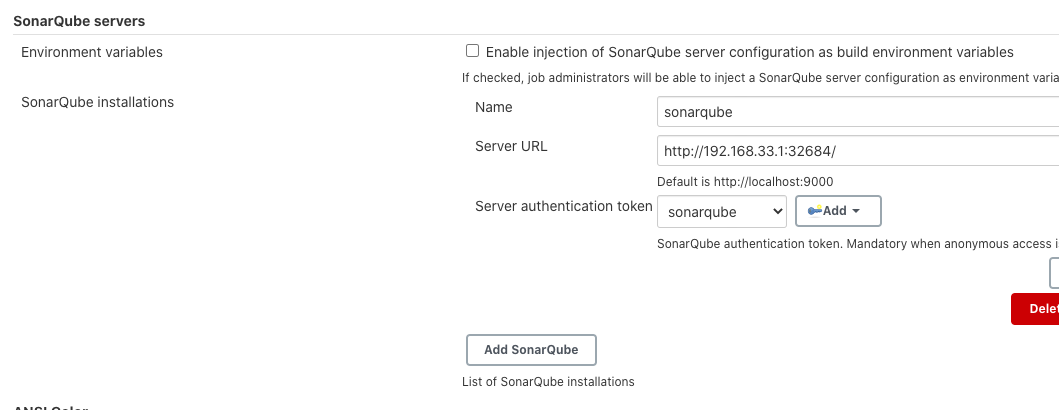 SonarQube servers
Environment variables
Enable injection of SonarQube server configuration as build environment variables
If checked, job administrators will be able to inject a SonarQube server configuration as environment varia
SonarQube installations
Name
sonarqube
Server URL
http://192.168.33.1:32684/
Default is http://localhost:9000
Server authentication token
sonarqube
Add
SonarQube authentication token. Mandatory when anonymous access i
Delet
Add SonarQube
List of SonarQube installations
ANSI Color